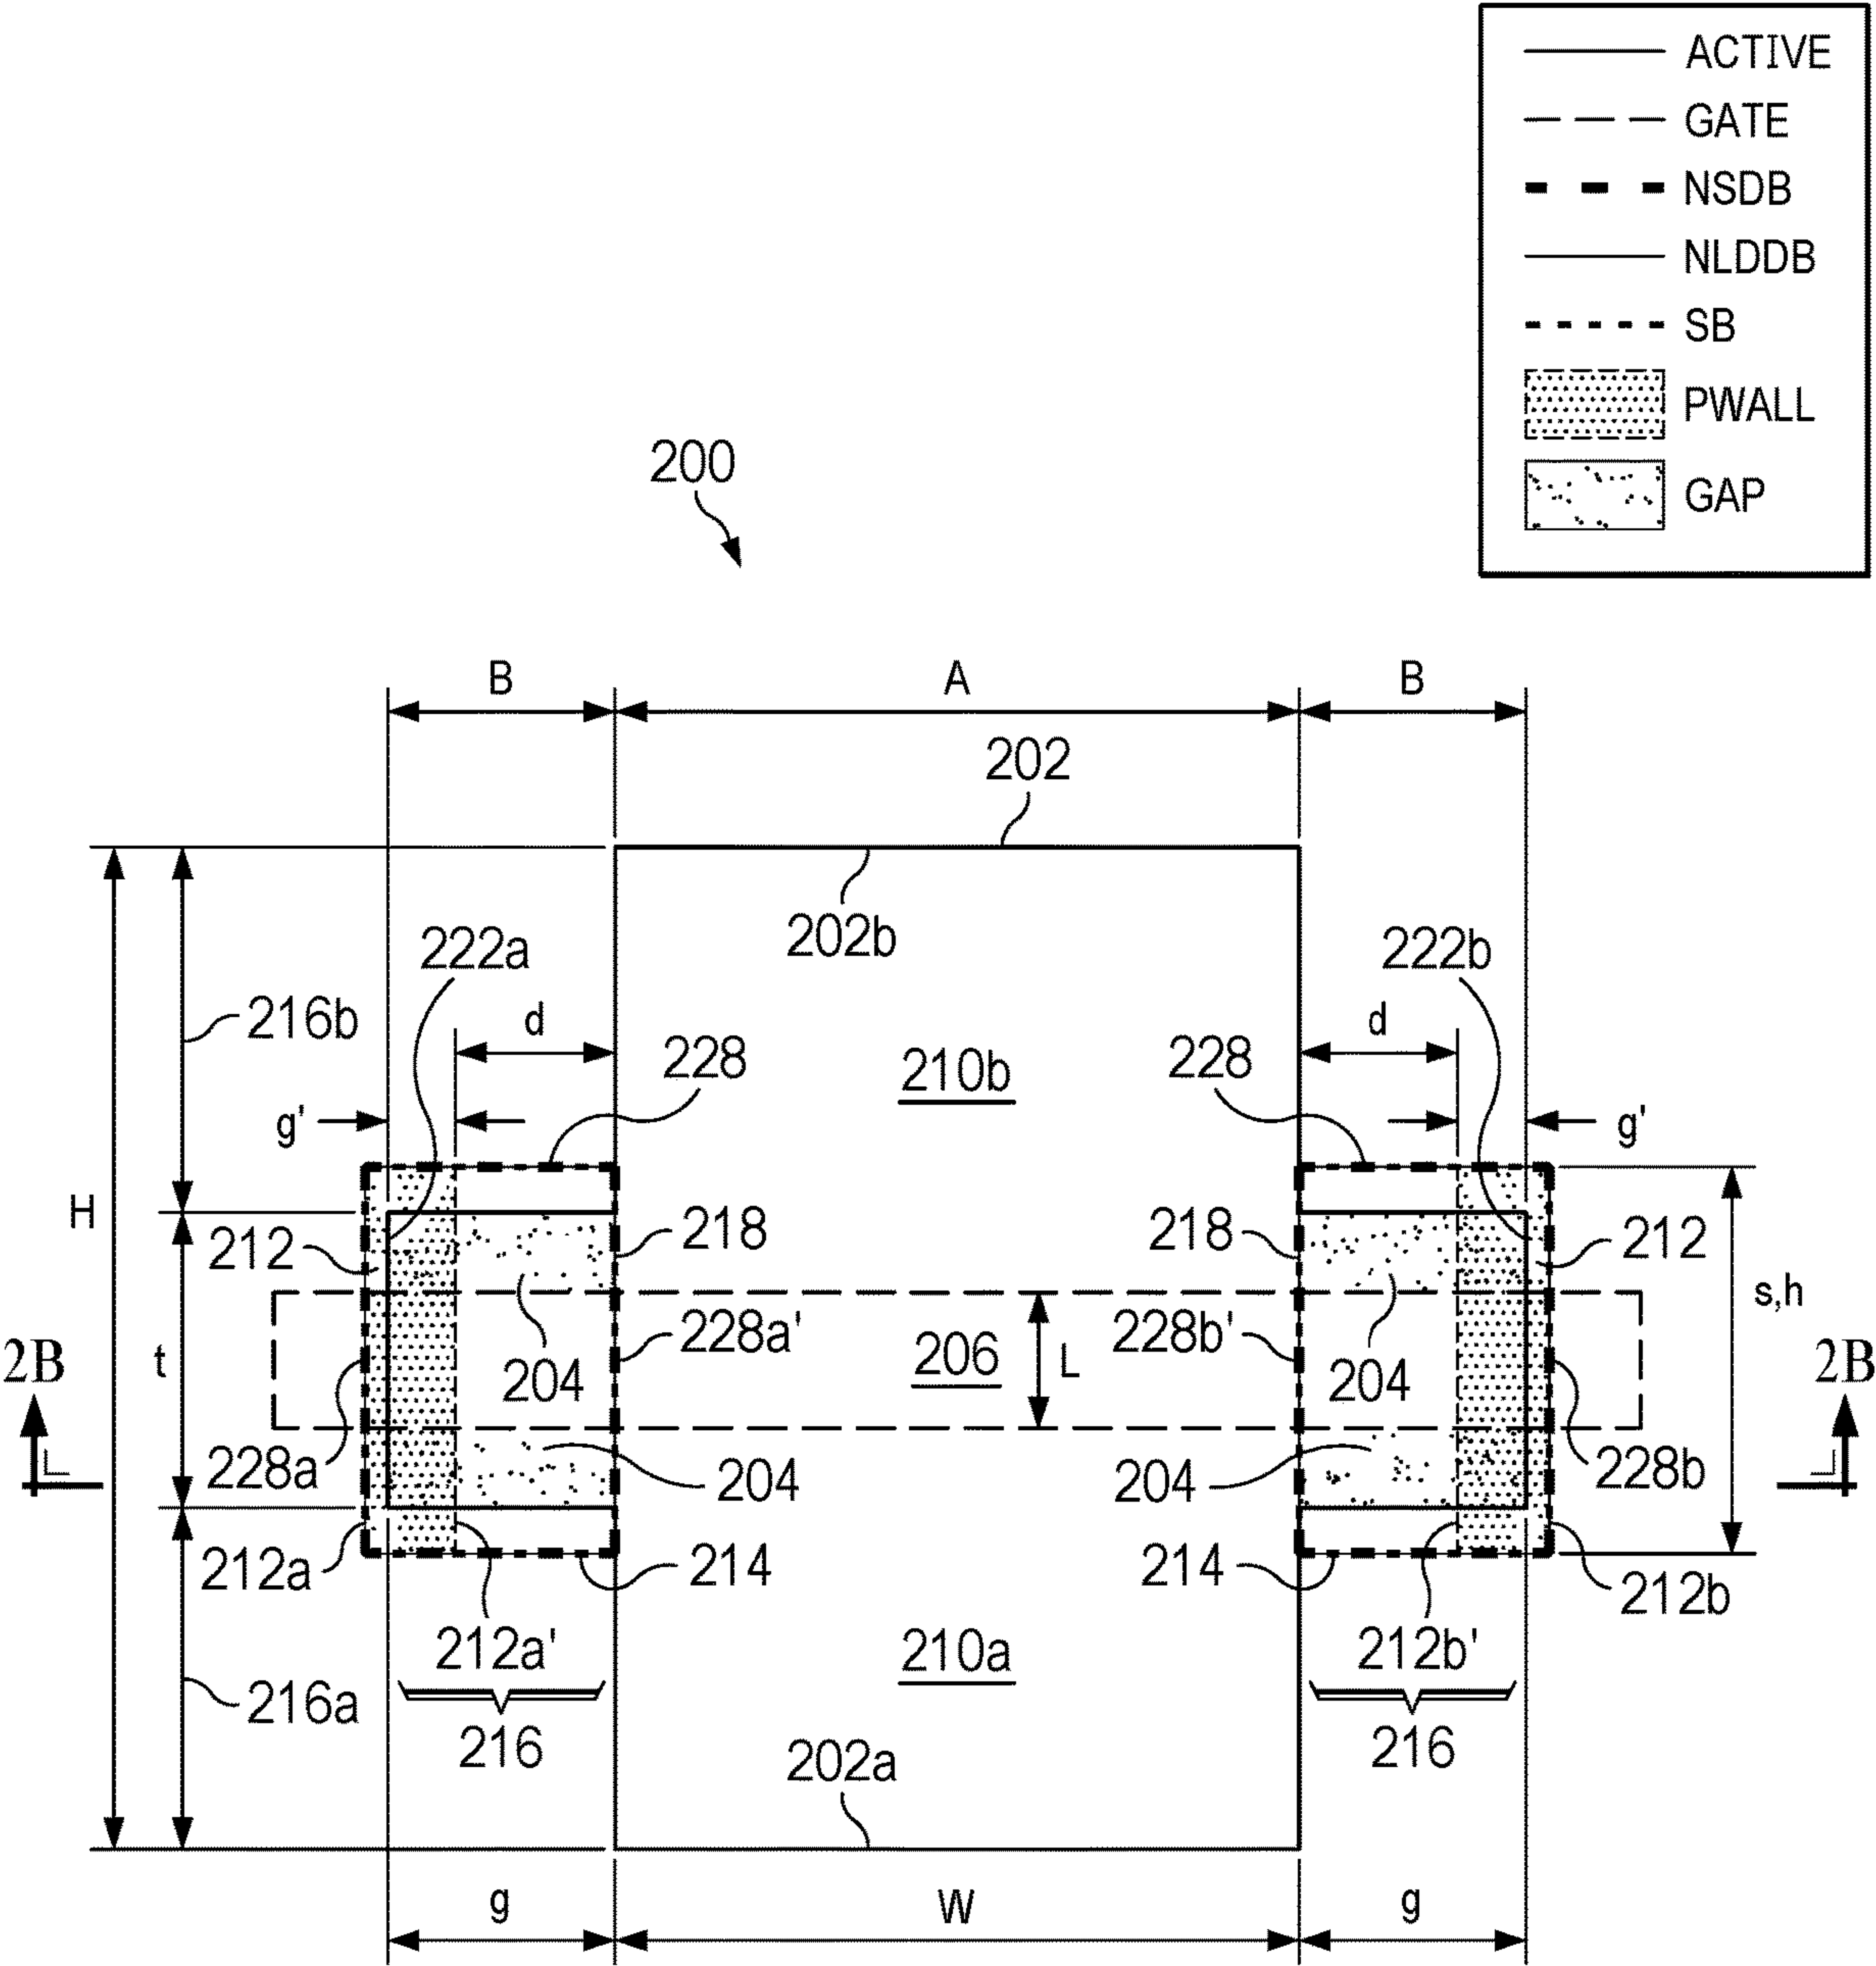 ACTIVE
GATE
NSDB
NLDDB
SB
PWALL
GAP
200
B A B
202
202b
222a 222b
216b d d
228 210b 228
g' g'
H 218 218
212 212
s,h
204 228a' 228b' 204
2B t 204 206 L 204 2B
228a 204 204 228b
212a 214 214 212b
212a' 210a 212b'
216a 216 216
202a
g W g